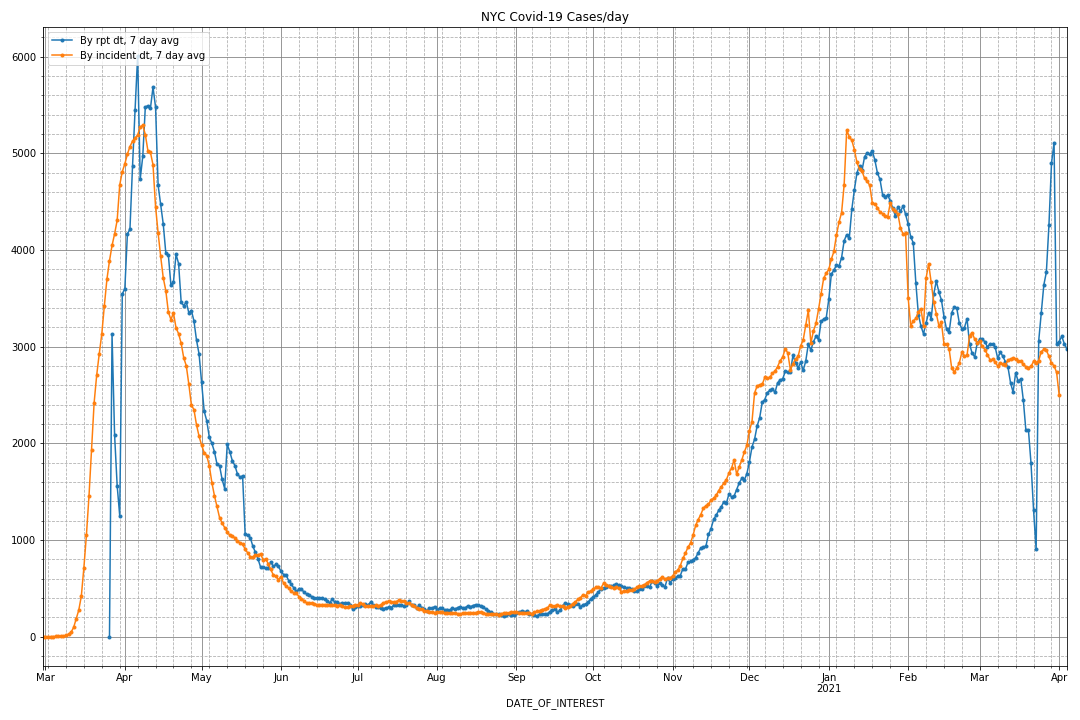 NYC Covid-19 Cases/day
By rpt dt, 7 day avg
By incident dt, 7 day avg
6000
5000
4000
3000
2000
1000
0
Mar Apr May Jun Jul Aug Sep Oct Nov Dec Jan Feb Mar Apr
2021
DATE_OF_INTEREST